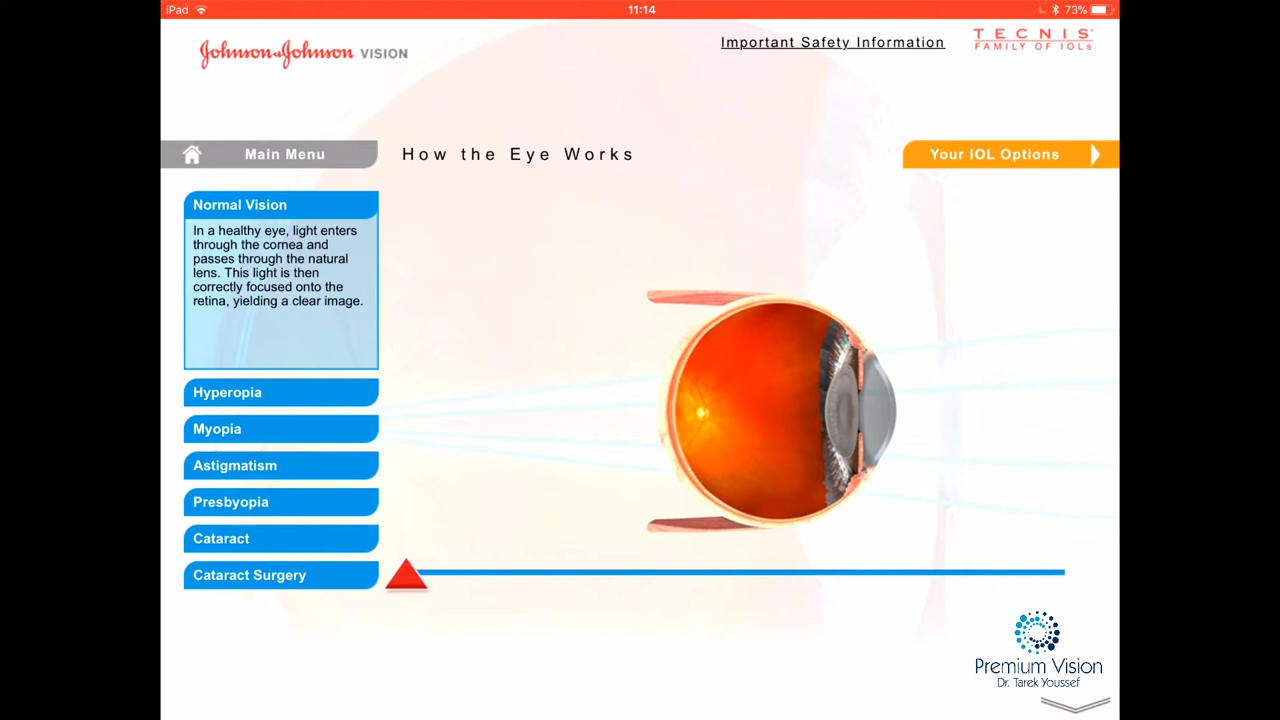 iPad
11:14
73%
Johnson & Johnson VISION
Important Safety Information
TECNIS
FAMILY OF IOLs
Main Menu
How the Eye Works
Your IOL Options
Normal Vision
In a healthy eye, light enters
through the cornea and
passes through the natural
lens. This light is then
correctly focused onto the
retina, yielding a clear image.
Hyperopia
Myopia
Astigmatism
Presbyopia
Cataract
Cataract Surgery
Premium Vision
Dr. Tarek Youssef